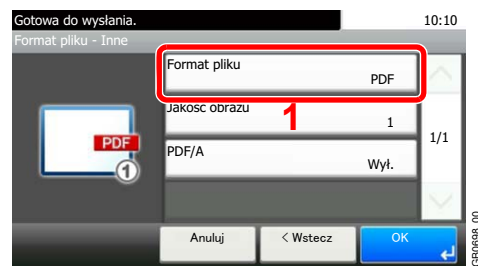 Gotowa do wysłania. 10:10
Format pliku - Inne
Format pliku
PDF
Jakość obrazu
1
1
1/1
PDF
1
PDF/A
Wył.
Anuluj < Wstecz OK
GB0698_00